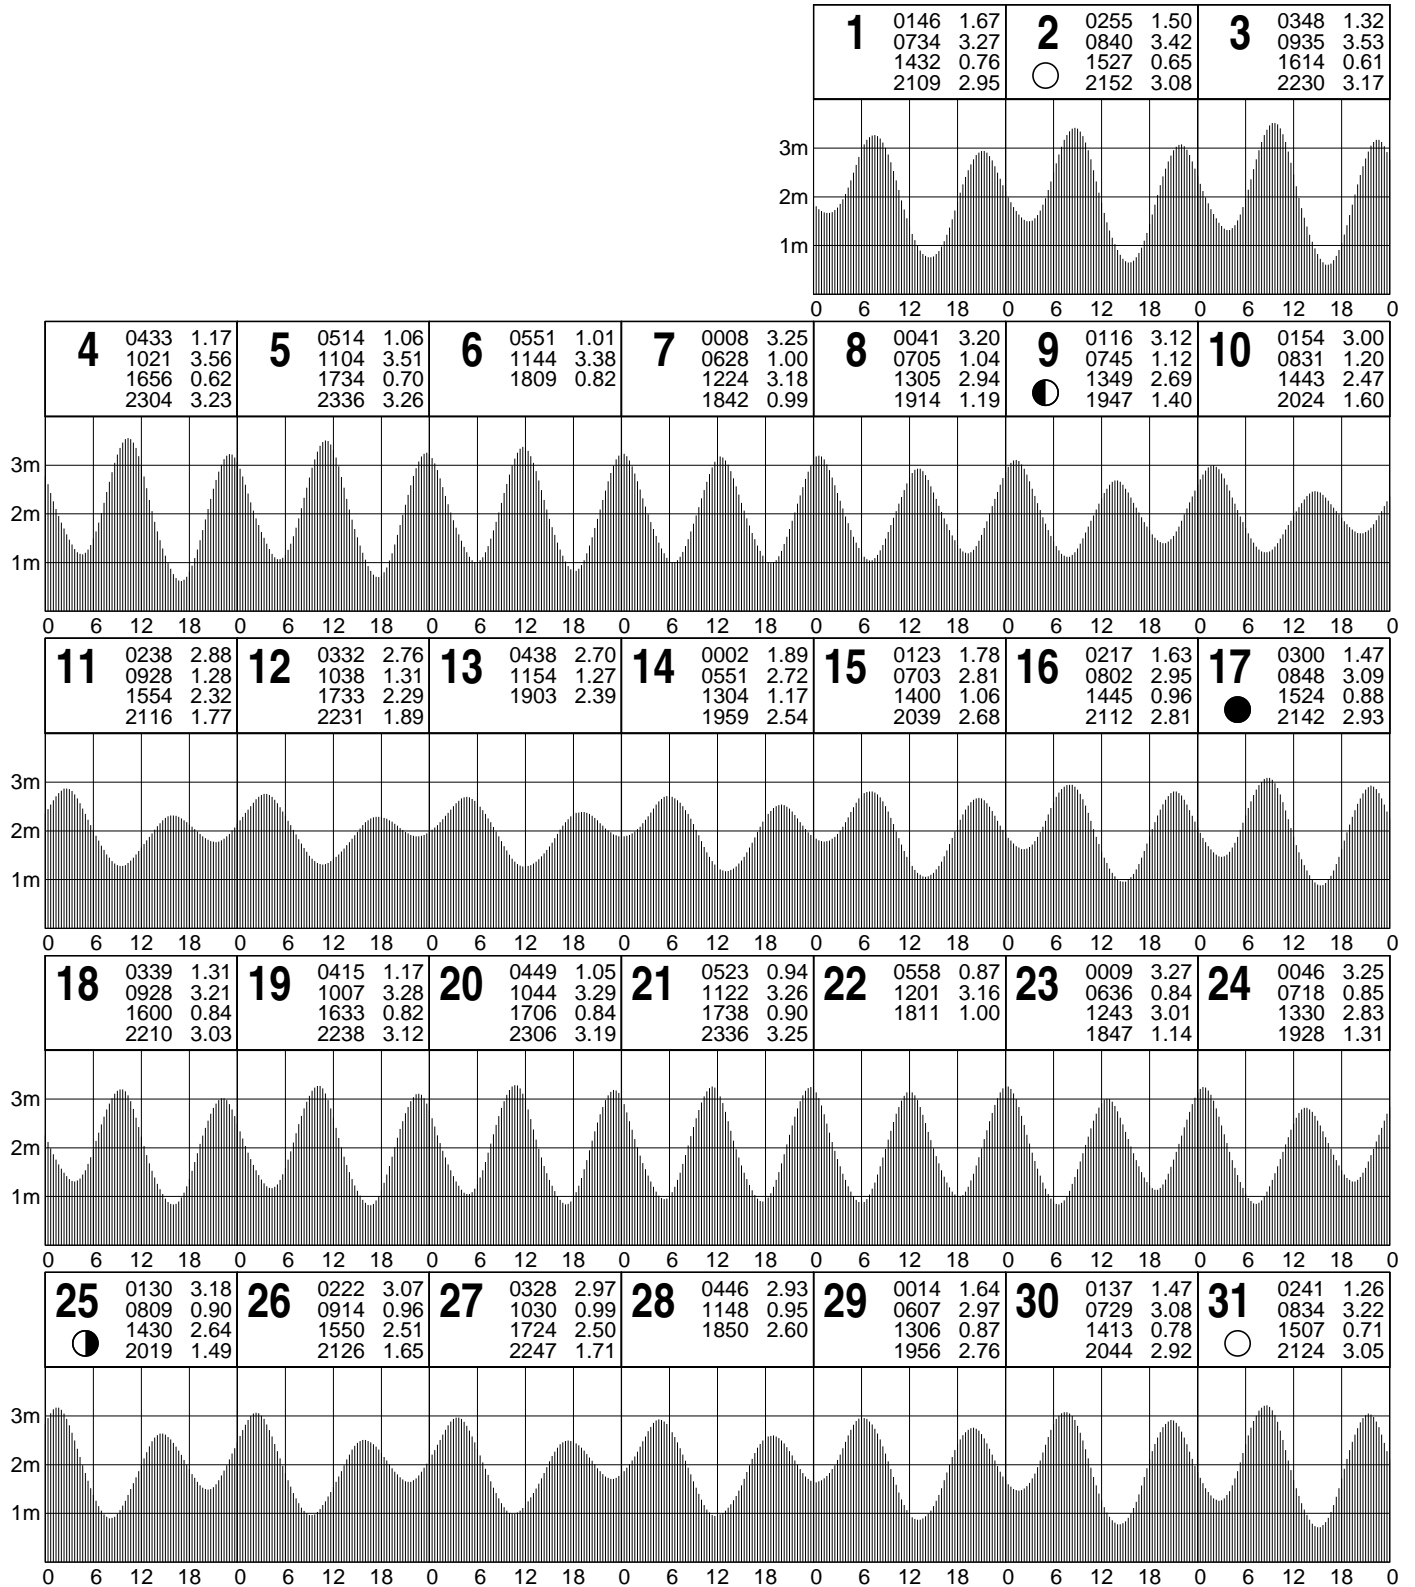 1 0146 1.67 2 0255 1.50 3 0348 1.32
0734 3.27 0840 3.42 0935 3.53
1432 0.76 1527 0.65 1614 0.61
2109 2.95 2152 3.08 2230 3.17
3m
2m
1m
0 6 12 18 0 6 12 18 0 6 12 18 0
4 0433 1.17 5 0514 1.06 6 0551 1.01 7 0008 3.25 8 0041 3.20 9 0116 3.12 10 0154 3.00
1021 3.56 1104 3.51 1144 3.38 0628 1.00 0705 1.04 0745 1.12 0831 1.20
1656 0.62 1734 0.70 1809 0.82 1224 3.18 1305 2.94 1349 2.69 1443 2.47
2304 3.23 2336 3.26 1842 0.99 1914 1.19 1947 1.40 2024 1.60
3m
2m
1m
0 6 12 18 0 6 12 18 0 6 12 18 0 6 12 18 0 6 12 18 0 6 12 18 0 6 12 18 0
11 0238 2.88 12 0332 2.76 13 0438 2.70 14 0002 1.89 15 0123 1.78 16 0217 1.63 17 0300 1.47
0928 1.28 1038 1.31 1154 1.27 0551 2.72 0703 2.81 0802 2.95 0848 3.09
1554 2.32 1733 2.29 1903 2.39 1304 1.17 1400 1.06 1445 0.96 1524 0.88
2116 1.77 2231 1.89 1959 2.54 2039 2.68 2112 2.81 2142 2.93
3m
2m
1m
0 6 12 18 0 6 12 18 0 6 12 18 0 6 12 18 0 6 12 18 0 6 12 18 0 6 12 18 0
18 0339 1.31 19 0415 1.17 20 0449 1.05 21 0523 0.94 22 0558 0.87 23 0009 3.27 24 0046 3.25
0928 3.21 1007 3.28 1044 3.29 1122 3.26 1201 3.16 0636 0.84 0718 0.85
1600 0.84 1633 0.82 1706 0.84 1738 0.90 1811 1.00 1243 3.01 1330 2.83
2210 3.03 2238 3.12 2306 3.19 2336 3.25 1847 1.14 1928 1.31
3m
2m
1m
0 6 12 18 0 6 12 18 0 6 12 18 0 6 12 18 0 6 12 18 0 6 12 18 0 6 12 18 0
25 0130 3.18 26 0222 3.07 27 0328 2.97 28 0446 2.93 29 0014 1.64 30 0137 1.47 31 0241 1.26
0809 0.90 0914 0.96 1030 0.99 1148 0.95 0607 2.97 0729 3.08 0834 3.22
1430 2.64 1550 2.51 1724 2.50 1850 2.60 1306 0.87 1413 0.78 1507 0.71
2019 1.49 2126 1.65 2247 1.71 1956 2.76 2044 2.92 2124 3.05
3m
2m
1m
0 6 12 18 0 6 12 18 0 6 12 18 0 6 12 18 0 6 12 18 0 6 12 18 0 6 12 18 0